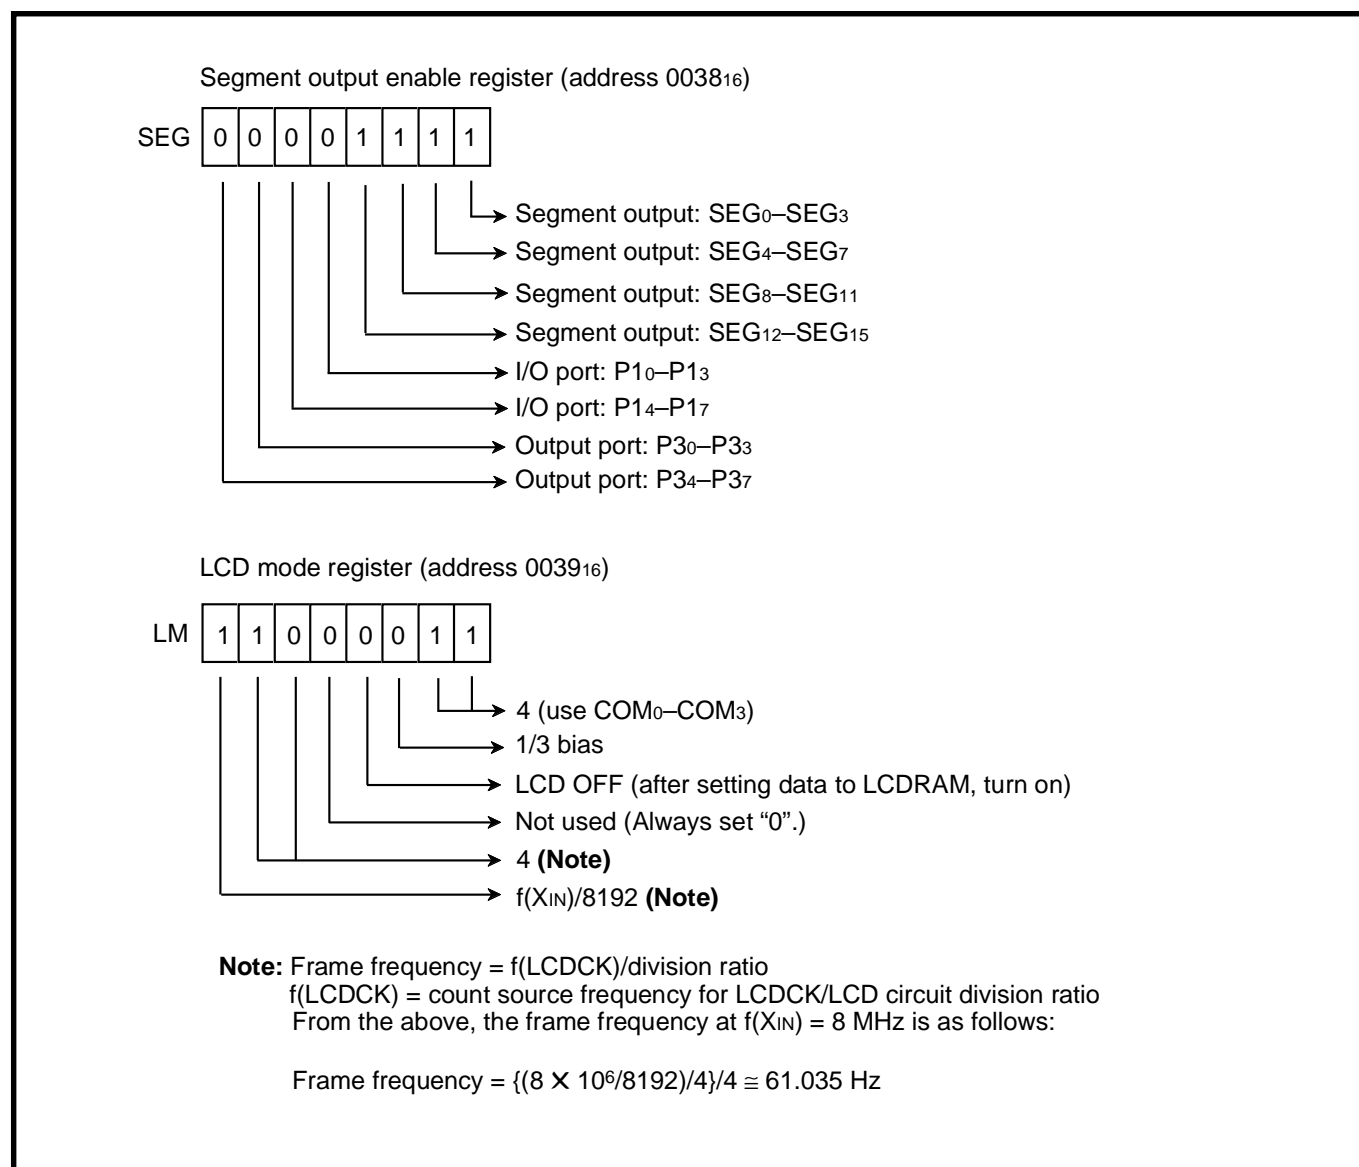 Segment output enable register (address 0038₁₆)
SEG 0 0 0 0 1 1 1 1
Segment output: SEG₀–SEG₃
Segment output: SEG₄–SEG₇
Segment output: SEG₈–SEG₁₁
Segment output: SEG₁₂–SEG₁₅
I/O port: P1₀–P1₃
I/O port: P1₄–P1₇
Output port: P3₀–P3₃
Output port: P3₄–P3₇
LCD mode register (address 0039₁₆)
LM 1 1 0 0 0 0 1 1
4 (use COM₀–COM₃)
1/3 bias
LCD OFF (after setting data to LCDRAM, turn on)
Not used (Always set “0”.)
4 (Note)
f(XIN)/8192 (Note)
Note: Frame frequency = f(LCDCK)/division ratio
f(LCDCK) = count source frequency for LCDCK/LCD circuit division ratio
From the above, the frame frequency at f(XIN) = 8 MHz is as follows:
Frame frequency = {(8 × 10⁶/8192)/4}/4 ≅ 61.035 Hz